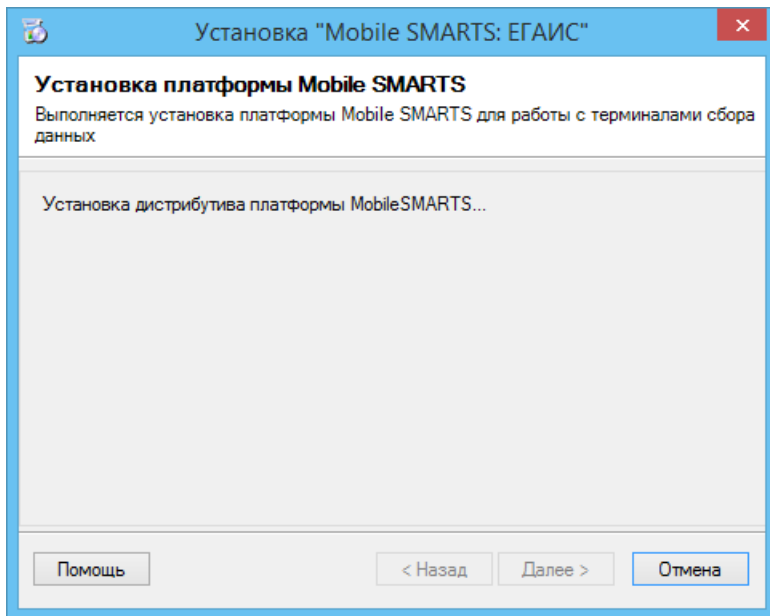 Установка "Mobile SMARTS: ЕГАИС"
Установка платформы Mobile SMARTS
Выполняется установка платформы Mobile SMARTS для работы с терминалами сбора
данных
Установка дистрибутива платформы MobileSMARTS...
Помощь
< Назад
Далее >
Отмена